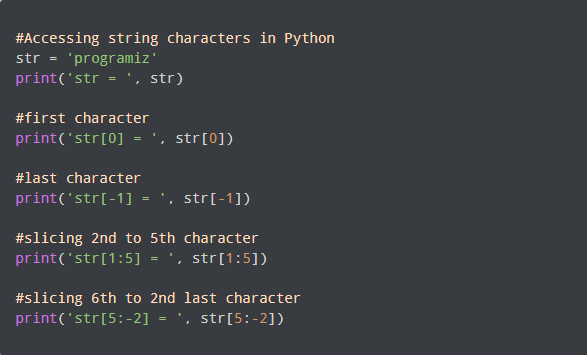 #Accessing string characters in Python
str = 'programiz'
print('str = ', str)
#first character
print('str[0] = ', str[0])
#last character
print('str[-1] = ', str[-1])
#slicing 2nd to 5th character
print('str[1:5] = ', str[1:5])
#slicing 6th to 2nd last character
print('str[5:-2] = ', str[5:-2])